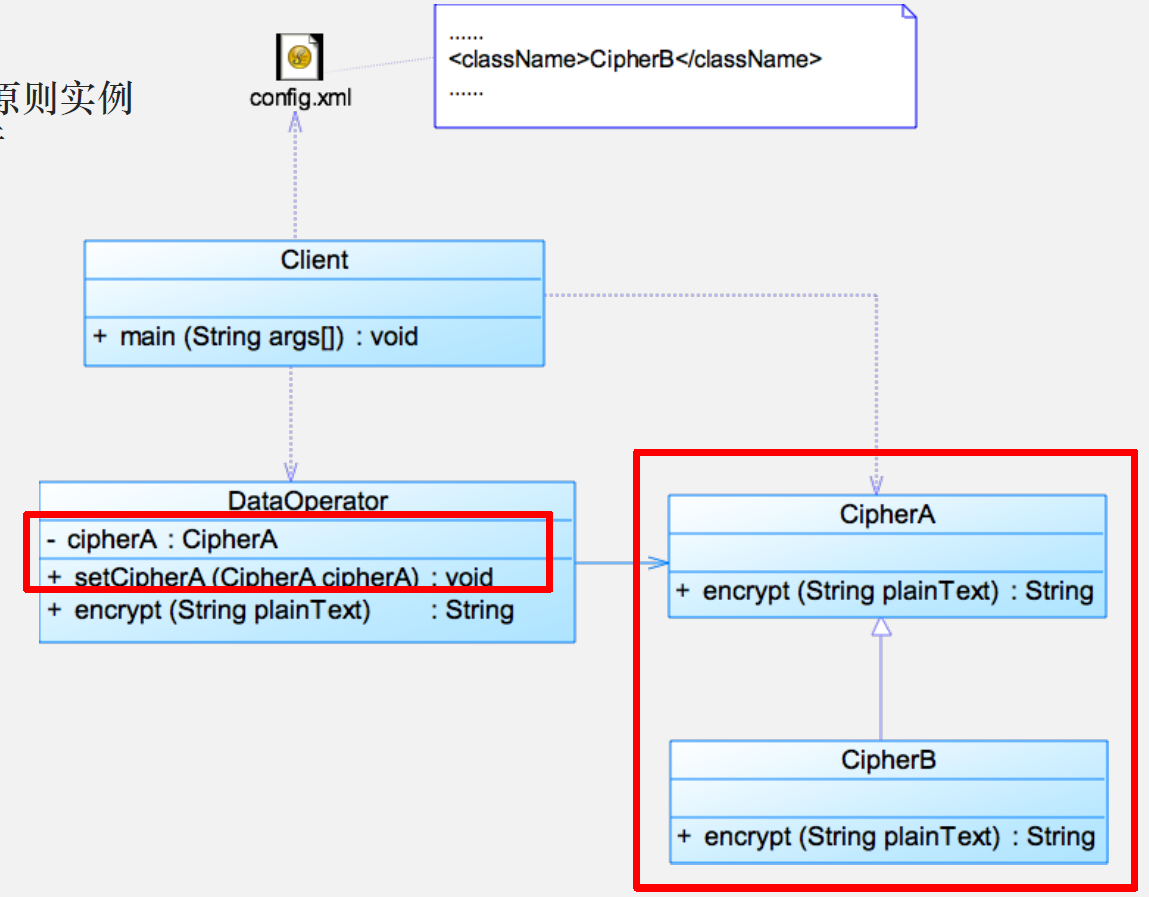 ......
<className>CipherB</className>
......
config.xml
原则实例
Client
+ main (String args[]) : void
DataOperator
- cipherA : CipherA
+ setCipherA (CipherA cipherA) : void
+ encrypt (String plainText) : String
CipherA
+ encrypt (String plainText) : String
CipherB
+ encrypt (String plainText) : String